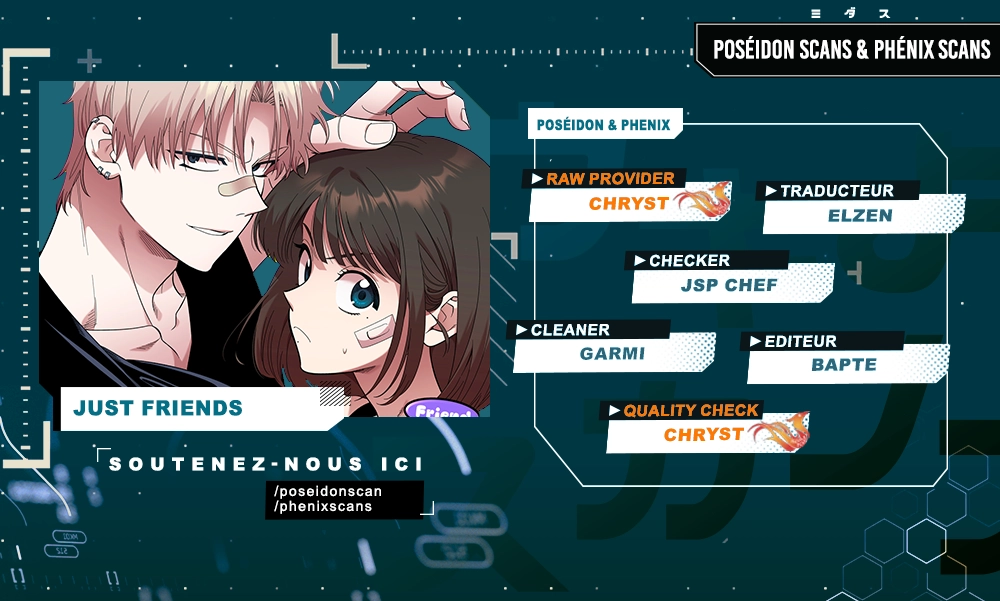 ミダス
POSÉIDON SCANS & PHÉNIX SCANS
POSÉIDON & PHENIX
RAW PROVIDER
CHRYST
TRADUCTEUR
ELZEN
CHECKER
JSP CHEF
CLEANER
GARMI
EDITEUR
BAPTE
QUALITY CHECK
CHRYST
Friend
JUST FRIENDS
SOUTENEZ-NOUS ICI
/poseidonscan
/phenixscans